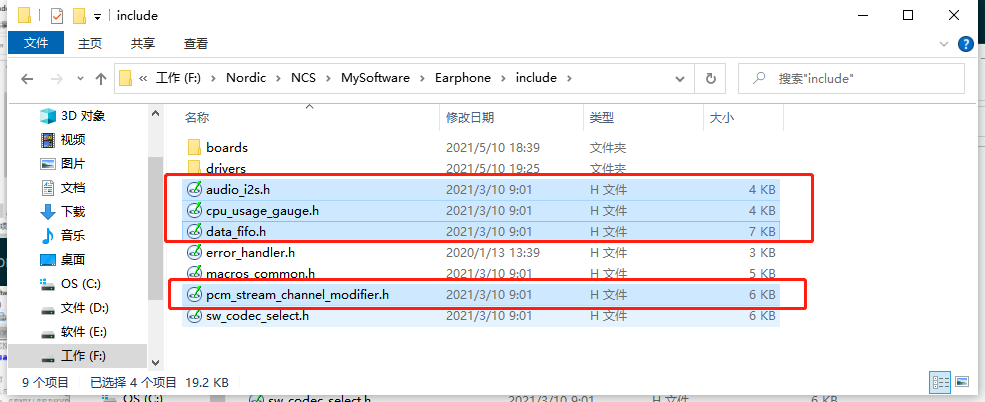 include
文件 主页 共享 查看
« 工作 (F:) › Nordic › NCS › MySoftware › Earphone › include ›
搜索"include"
3D 对象
视频
图片
文档
下载
音乐
桌面
OS (C:)
文件 (D:)
软件 (E:)
工作 (F:)
名称 修改日期 类型 大小
boards 2021/5/10 18:39 文件夹
drivers 2021/5/10 19:25 文件夹
audio_i2s.h 2021/3/10 9:01 H 文件 4 KB
cpu_usage_gauge.h 2021/3/10 9:01 H 文件 4 KB
data_fifo.h 2021/3/10 9:01 H 文件 7 KB
error_handler.h 2020/1/13 13:39 H 文件 3 KB
macros_common.h 2021/3/10 9:01 H 文件 5 KB
pcm_stream_channel_modifier.h 2021/3/10 9:01 H 文件 6 KB
sw_codec_select.h 2021/3/10 9:01 H 文件 6 KB
9 个项目 已选择 4 个项目 19.2 KB